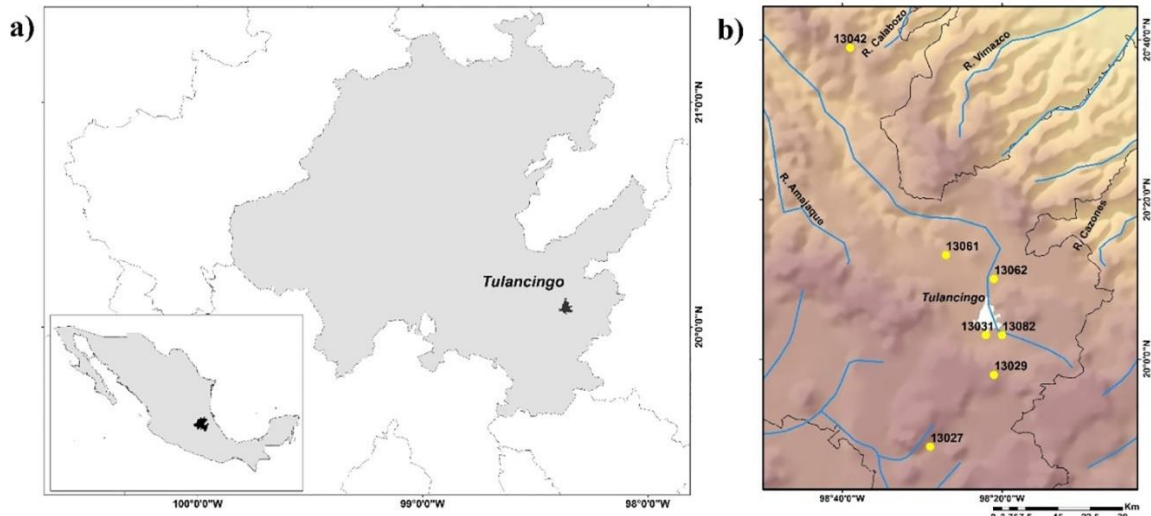 a)
Tulancingo
21°0'0"N
20°0'0"N
100°0'0"W
99°0'0"W
98°0'0"W
b)
13042
R. Calabozo
R. Vimazco
R. Amajaque
R. Cazones
13061
13062
Tulancingo
13031
13082
13029
13027
20°40'0"N
20°20'0"N
20°0'0"N
98°40'0"W
98°20'0"W
Km